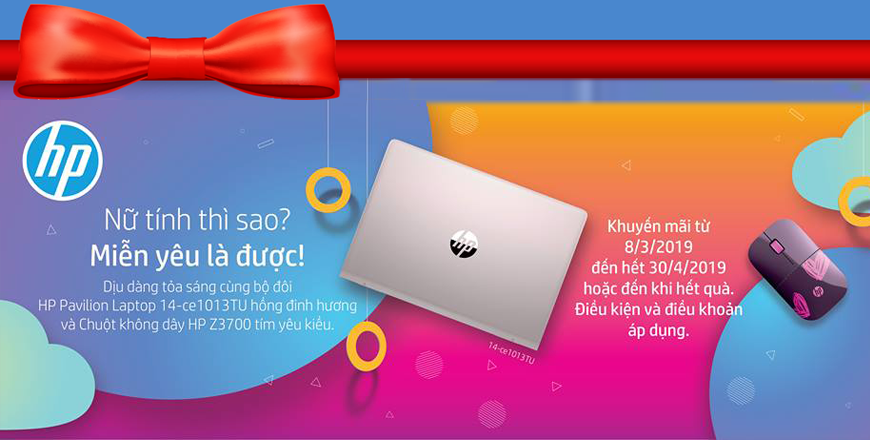 hp
Nữ tính thì sao?
Miễn yêu là được!
Dịu dàng tỏa sáng cùng bộ đôi
HP Pavilion Laptop 14-ce1013TU hồng đinh hương
và Chuột không dây HP Z3700 tím yêu kiều.
hp
14-ce1013TU
Khuyến mãi từ
8/3/2019
đến hết 30/4/2019
hoặc đến khi hết quà.
Điều kiện và điều khoản
áp dụng.
hp